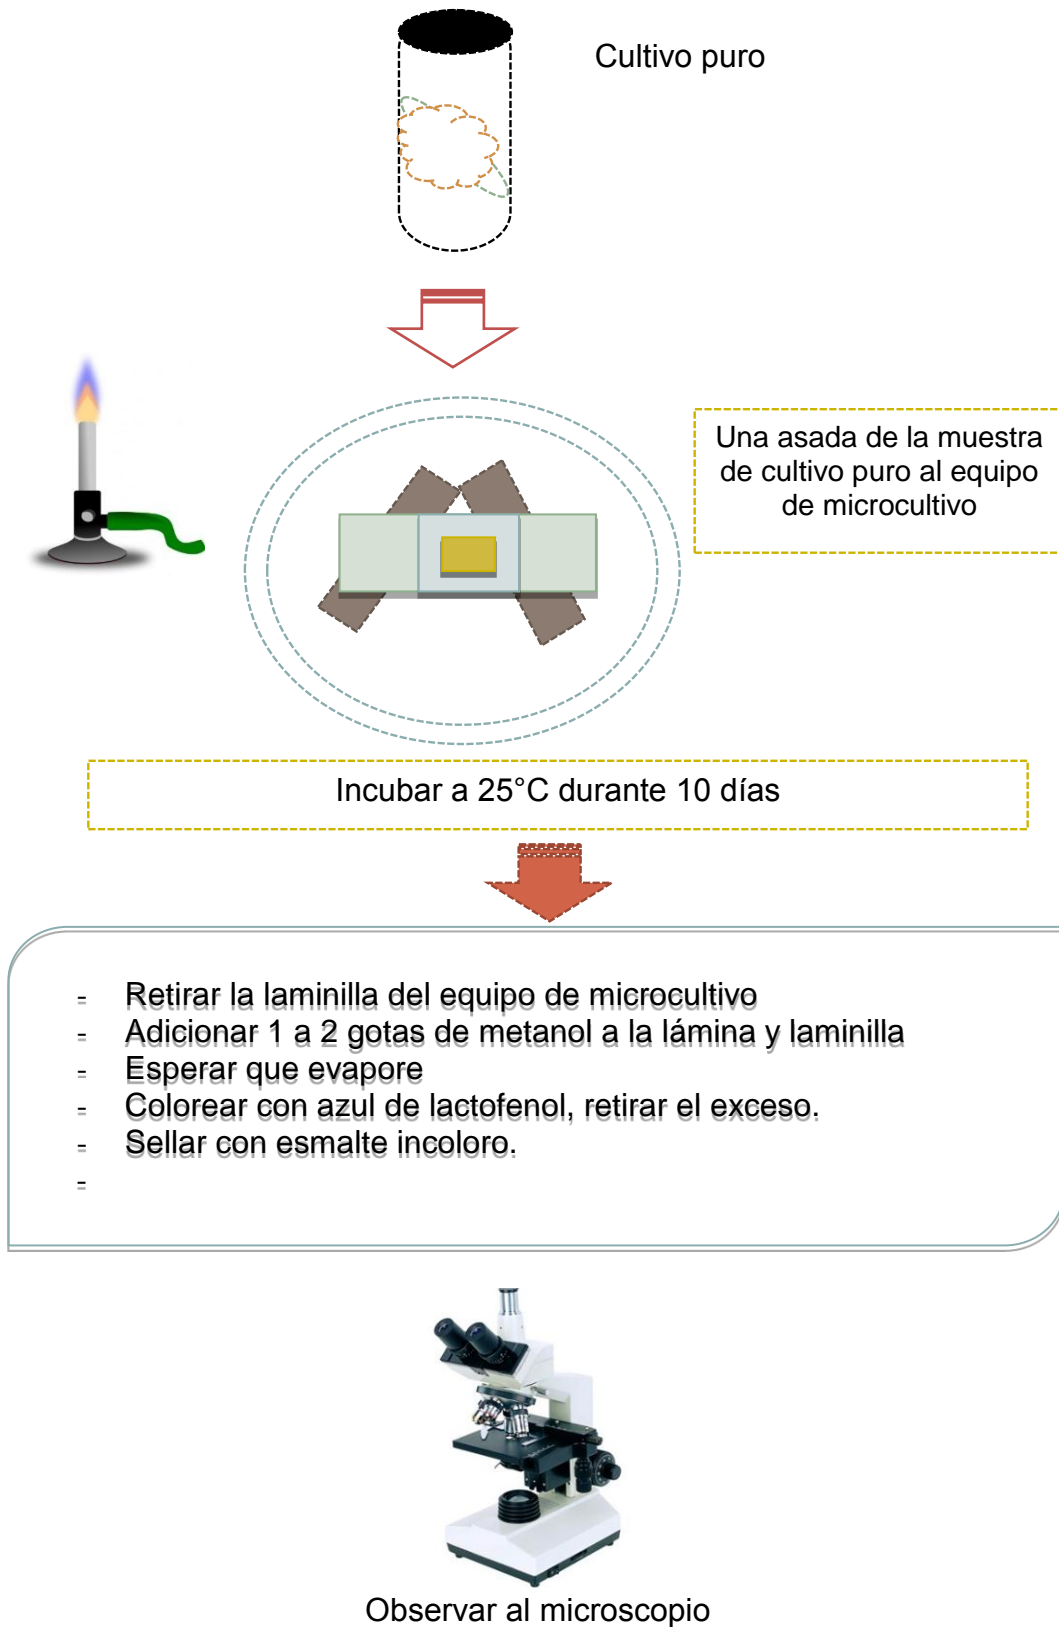 Cultivo puro
Una asada de la muestra
de cultivo puro al equipo
de microcultivo
Incubar a 25°C durante 10 días
- Retirar la laminilla del equipo de microcultivo
- Adicionar 1 a 2 gotas de metanol a la lámina y laminilla
- Esperar que evapore
- Colorear con azul de lactofenol, retirar el exceso.
- Sellar con esmalte incoloro.
-
Observar al microscopio